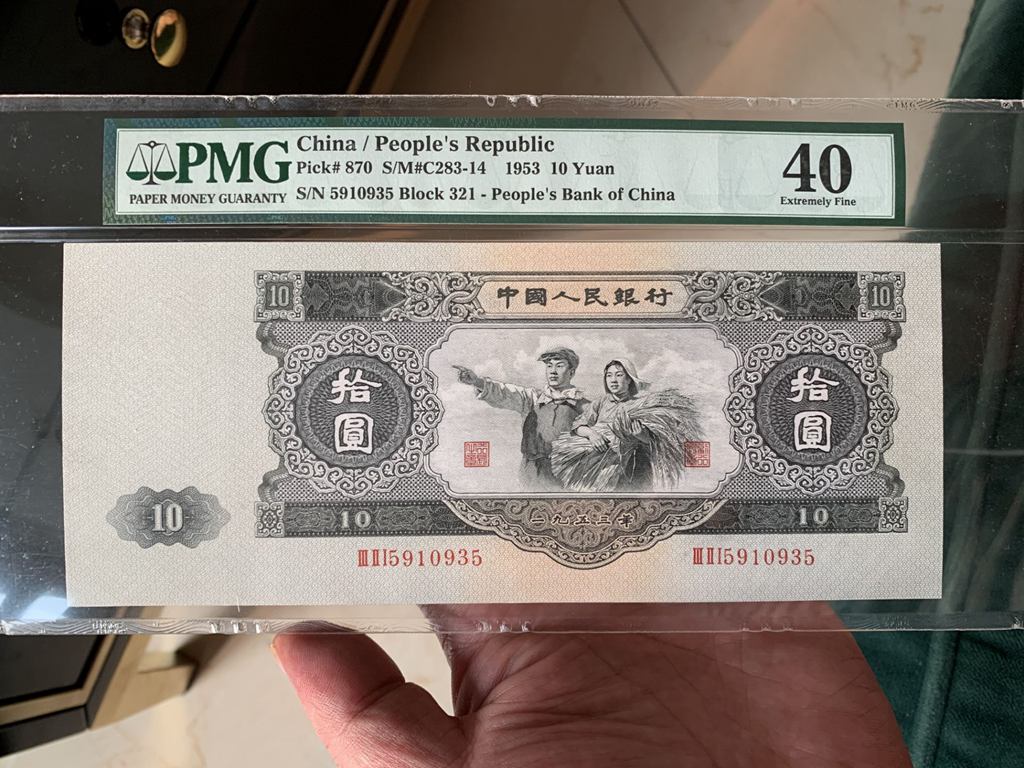 China / People's Republic
PMG Pick# 870 S/M#C283-14 1953 10 Yuan
PAPER MONEY GUARANTY S/N 5910935 Block 321 - People's Bank of China
40
Extremely Fine
10 中國人民銀行 10
拾圓 拾圓
10
10 10
一九五三年
ⅢⅡⅠ5910935 ⅢⅡⅠ5910935